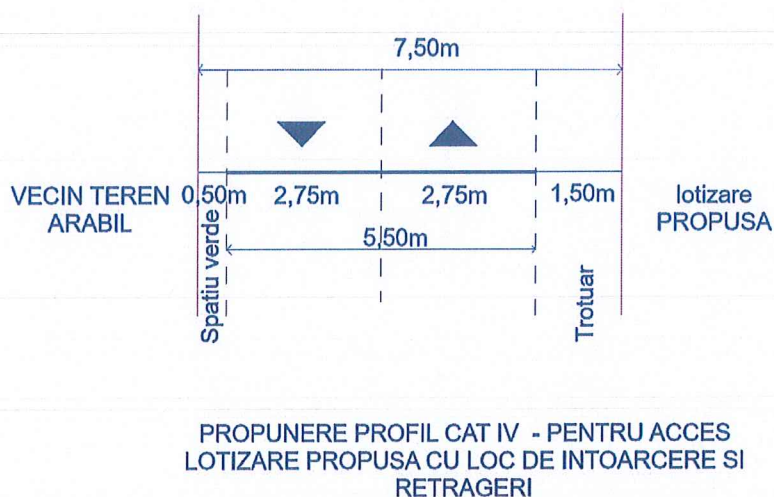 7,50m
VECIN TEREN
ARABIL
0,50m
2,75m
2,75m
1,50m
lotizare
PROPUSA
5,50m
Spatiu verde
Trotuar
PROPUNERE PROFIL CAT IV - PENTRU ACCES
LOTIZARE PROPUSA CU LOC DE INTOARCERE SI
RETRAGERI